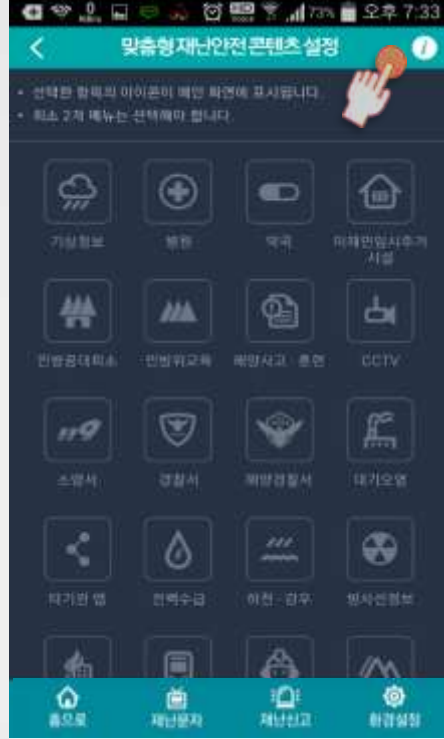 73% 오후 7:33
맞춤형재난안전콘텐츠 설정
• 선택한 항목의 아이콘이 메인 화면에 표시됩니다.
• 최소 2개 메뉴는 선택해야 합니다.
기상정보 병원 약국 이재민임시주거
시설
민방공대피소 민방위교육 해양사고·훈련 CCTV
소방서 경찰서 해양경찰서 대기오염
타기관 앱 전력수급 하천·강우 방사선정보
홈으로 재난문자 재난신고 환경설정